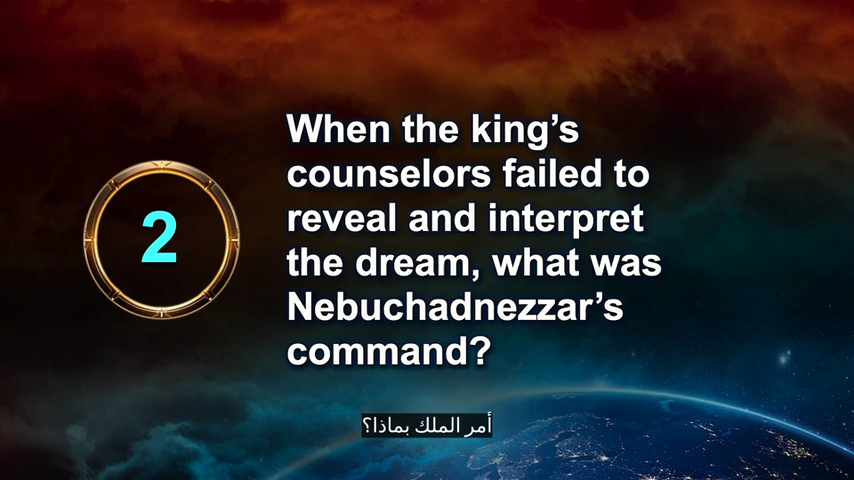 2
When the king’s
counselors failed to
reveal and interpret
the dream, what was
Nebuchadnezzar’s
command?
أمر الملك بماذا؟